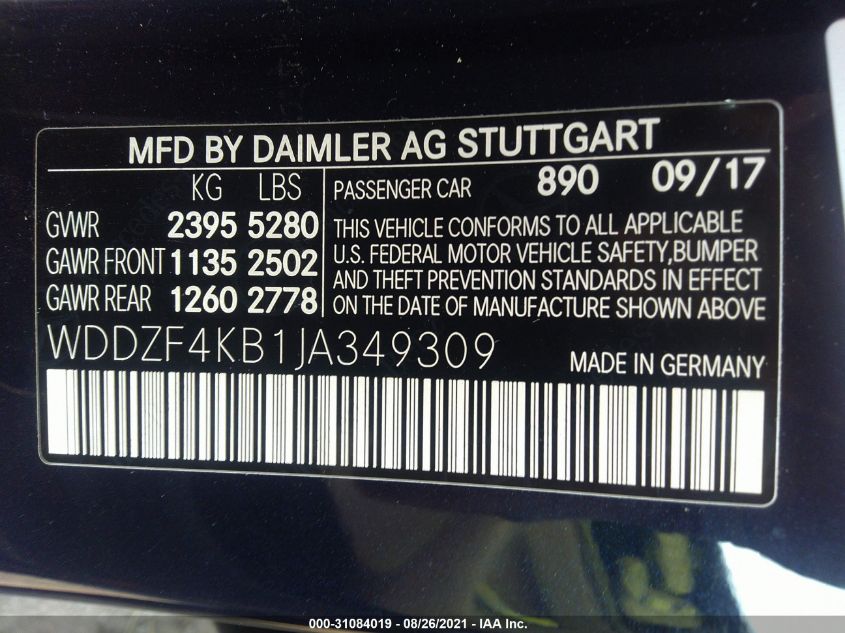 MFD BY DAIMLER AG STUTTGART
KG LBS
GVWR 2395 5280
GAWR FRONT 1135 2502
GAWR REAR 1260 2778
PASSENGER CAR 890 09/17
THIS VEHICLE CONFORMS TO ALL APPLICABLE
U.S. FEDERAL MOTOR VEHICLE SAFETY,BUMPER
AND THEFT PREVENTION STANDARDS IN EFFECT
ON THE DATE OF MANUFACTURE SHOWN ABOVE
WDDZF4KB1JA349309
MADE IN GERMANY
000-31084019 - 08/26/2021 - IAA Inc.